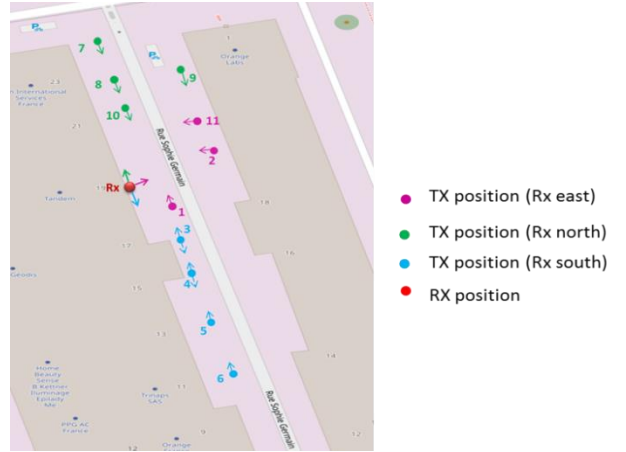 7
8
9
10
11
2
Rx
1
3
4
5
6
Orange
Labs
International
Services
France
23
21
19
Tandem
17
15
13
11
9
12
18
16
14
12
Rue Sophie Germain
Rue Sophie Germain
Geodis
Home
Beauty
Sense
Trinaps
SAS
PPG AC
France
Orange
TX position (Rx east)
TX position (Rx north)
TX position (Rx south)
RX position